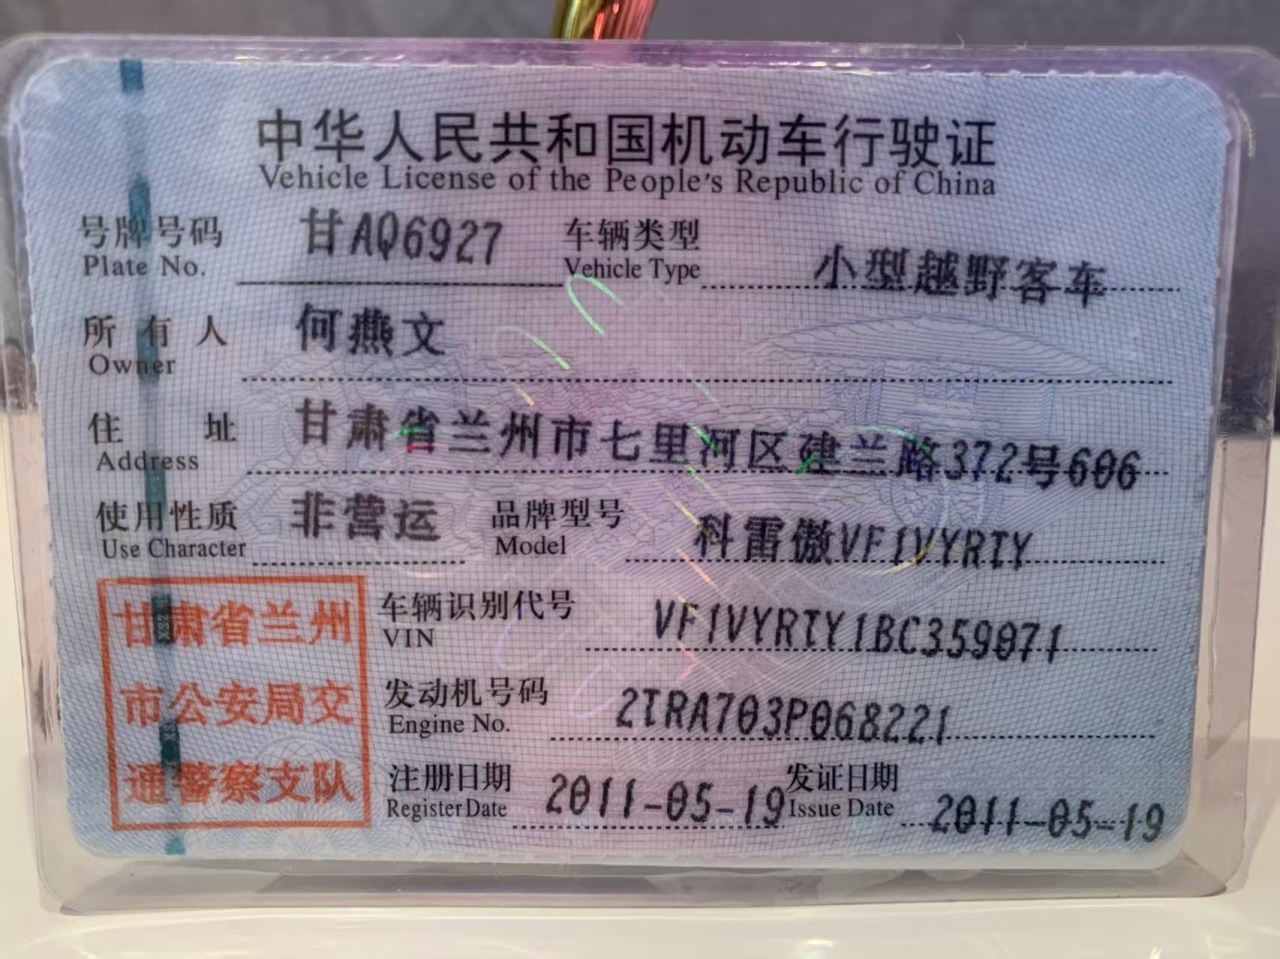 中华人民共和国机动车行驶证
Vehicle License of the People's Republic of China
号牌号码 甘AQ6927 车辆类型 小型越野客车
Plate No. Vehicle Type
所有人 何燕文
Owner
住址 甘肃省兰州市七里河区建兰路372号606
Address
使用性质 非营运 品牌型号 科雷傲VF1VYRTY
Use Character Model
甘肃省兰州
市公安局交
通警察支队
车辆识别代号 VF1VYRTY1BC359071
VIN
发动机号码 2TRA703P068221
Engine No.
注册日期 2011-05-19 发证日期 2011-05-19
Register Date Issue Date